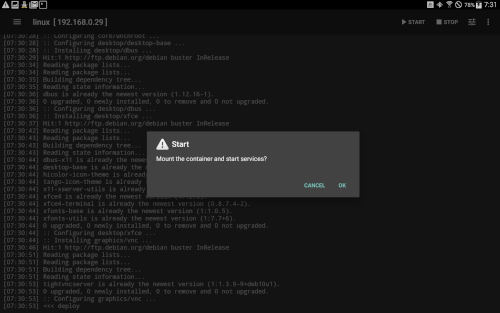 78% 7:31
linux [192.168.0.29]
START STOP
[07:30:28] :: Configuring core/chroot ...
[07:30:28] :: Configuring desktop/desktop-base ...
[07:30:28] :: Installing desktop/dbus ...
[07:30:29] Hit:1 http://ftp.debian.org/debian buster InRelease
[07:30:34] Reading package lists...
[07:30:34] Reading package lists...
[07:30:35] Building dependency tree...
[07:30:35] Reading state information...
[07:30:36] dbus is already the newest version (1.12.16-1).
[07:30:36] 0 upgraded, 0 newly installed, 0 to remove and 0 not upgraded.
[07:30:36] :: Configuring desktop/dbus ...
[07:30:36] :: Installing desktop/xfce ...
[07:30:37] Hit:1 http://ftp.debian.org/debian buster InRelease
[07:30:42] Reading package lists...
[07:30:43] Reading package lists...
[07:30:43] Building dependency tree...
[07:30:44] Reading state information...
[07:30:44] dbus-x11 is already the newe
[07:30:44] desktop-base is already the
[07:30:44] hicolor-icon-theme is already
[07:30:44] tango-icon-theme is already
[07:30:44] x11-xserver-utils is already
[07:30:44] xfce4 is already the newest
[07:30:44] xfce4-terminal is already the newest version (0.8.7.4-2).
[07:30:44] xfonts-base is already the newest version (1:1.0.5).
[07:30:44] xfonts-utils is already the newest version (1:7.7+6).
[07:30:44] 0 upgraded, 0 newly installed, 0 to remove and 0 not upgraded.
[07:30:44] :: Configuring desktop/xfce ...
[07:30:44] :: Installing graphics/vnc ...
[07:30:46] Hit:1 http://ftp.debian.org/debian buster InRelease
[07:30:51] Reading package lists...
[07:30:51] Reading package lists...
[07:30:51] Building dependency tree...
[07:30:53] Reading state information...
[07:30:53] tightvncserver is already the newest version (1:1.3.9-9+deb10u1).
[07:30:53] 0 upgraded, 0 newly installed, 0 to remove and 0 not upgraded.
[07:30:53] :: Configuring graphics/vnc ...
[07:30:53] <<< deploy
Start
Mount the container and start services?
CANCEL OK